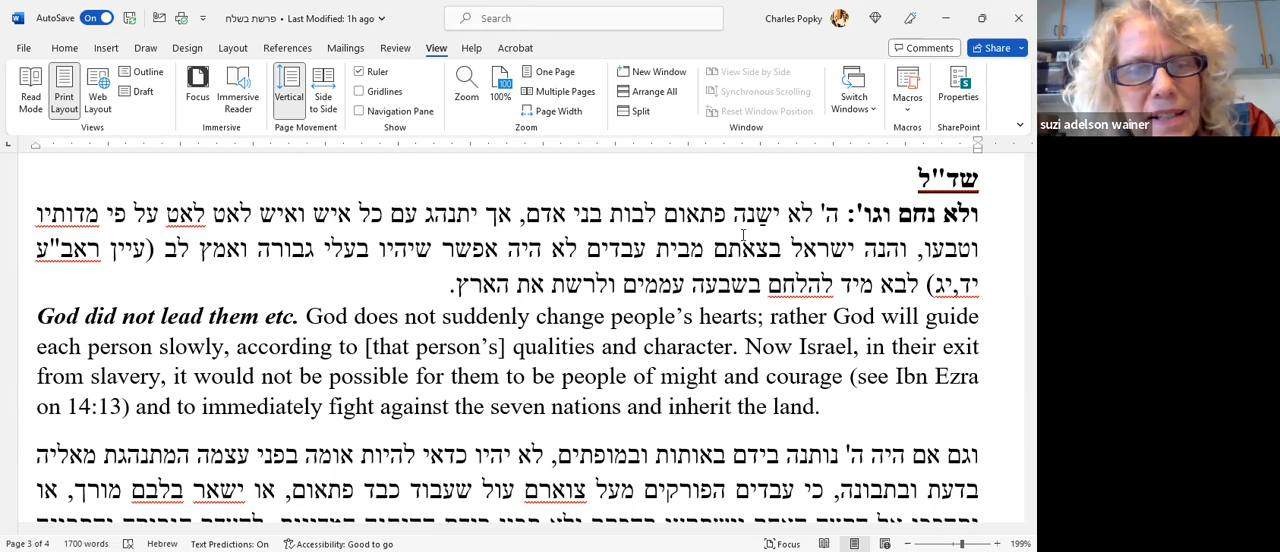 AutoSave On פרשת בשלח • Last Modified: 1h ago Search Charles Popky
File Home Insert Draw Design Layout References Mailings Review View Help Acrobat Comments Share
Read Mode
Print Layout
Web Layout
Outline
Draft
Views
Focus
Immersive Reader
Immersive
Vertical
Side to Side
Page Movement
Ruler
Gridlines
Navigation Pane
Show
Zoom
100%
One Page
Multiple Pages
Page Width
Zoom
New Window
Arrange All
Split
View Side by Side
Synchronous Scrolling
Reset Window Position
Switch Windows
Window
Macros
Macros
Properties
SharePoint
suzi adelson wainer
שד"ל
ולא נחם וגו': ה' לא ישַנה פתאום לבות בני אדם, אך יתנהג עם כל איש ואיש לאט לאט על פי מדותיו
וטבעו, והנה ישראל בצאתם מבית עבדים לא היה אפשר שיהיו בעלי גבורה ואמץ לב (עיין ראב"ע
יד,יג) לבא מיד להלחם בשבעה עממים ולרשת את הארץ.
God did not lead them etc. God does not suddenly change people's hearts; rather God will guide
each person slowly, according to [that person's] qualities and character. Now Israel, in their exit
from slavery, it would not be possible for them to be people of might and courage (see Ibn Ezra
on 14:13) and to immediately fight against the seven nations and inherit the land.
וגם אם היה ה' נותנה בידם באותות ובמופתים, לא יהיו כדאי להיות אומה בפני עצמה המתנהגת מאליה
בדעת ובתבונה, כי עבדים הפורקים מעל צוארם עול שעבוד כבד פתאום, או ישאר בלבם מורך, או
Page 3 of 4 1700 words Hebrew Text Predictions: On Accessibility: Good to go Focus 199%